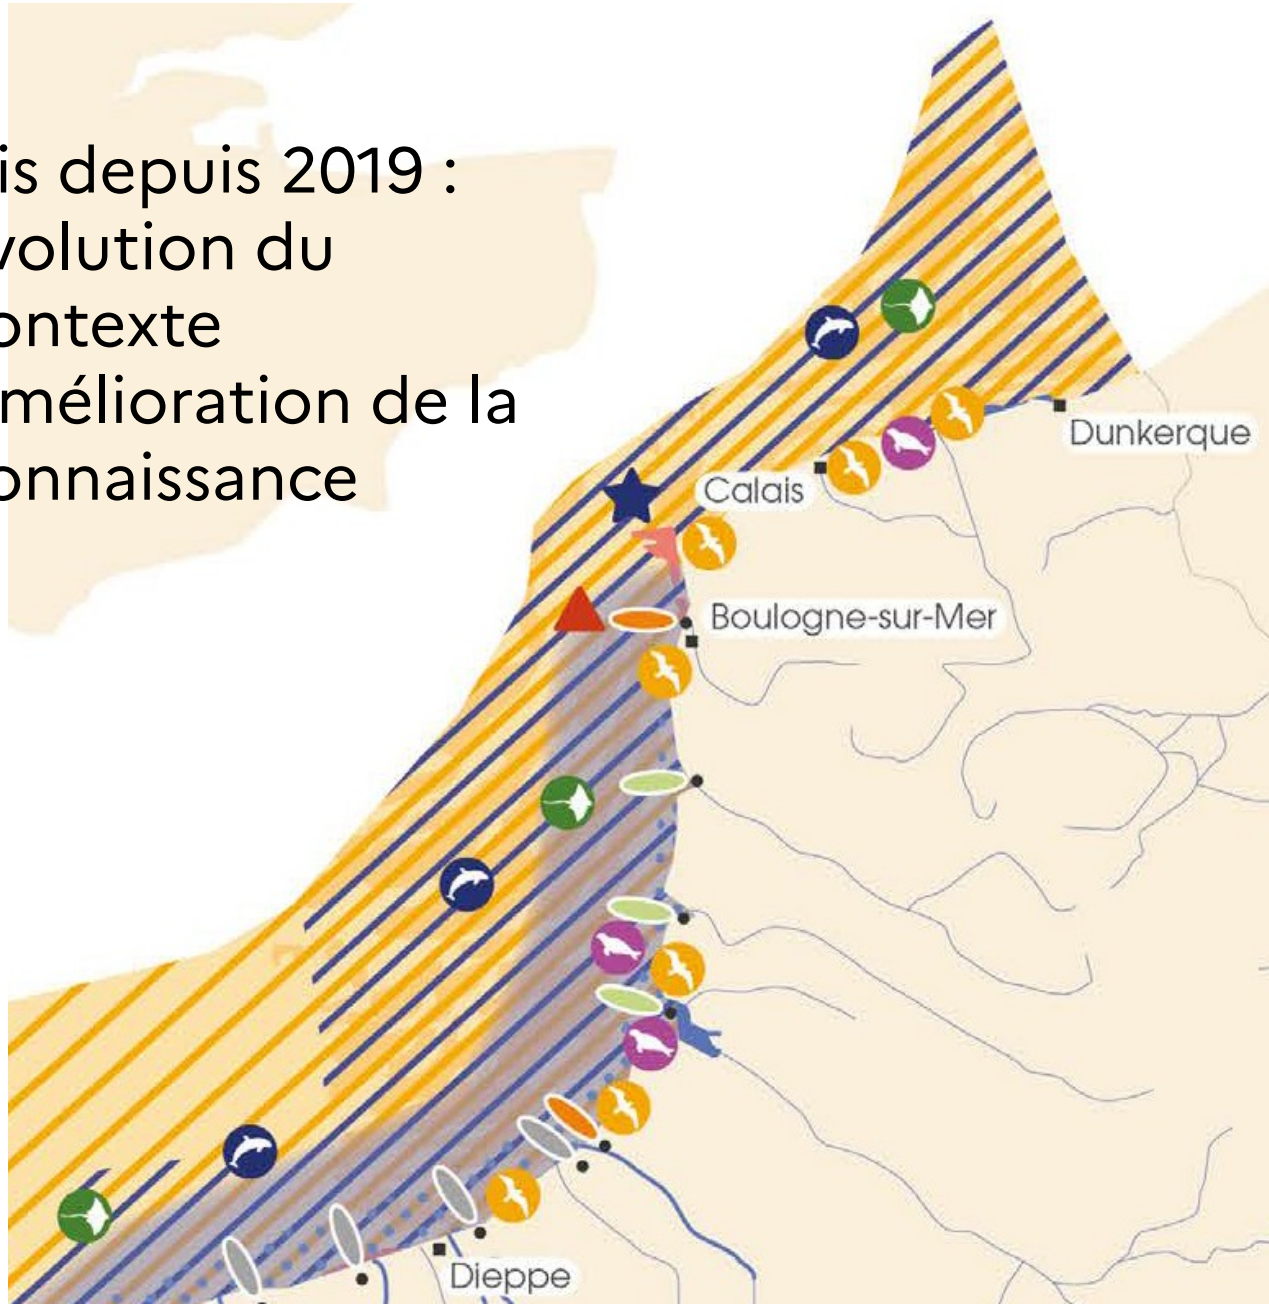 is depuis 2019 :
volution du
ontexte
mélioration de la
onnaissance
Dunkerque
Calais
Boulogne-sur-Mer
Dieppe